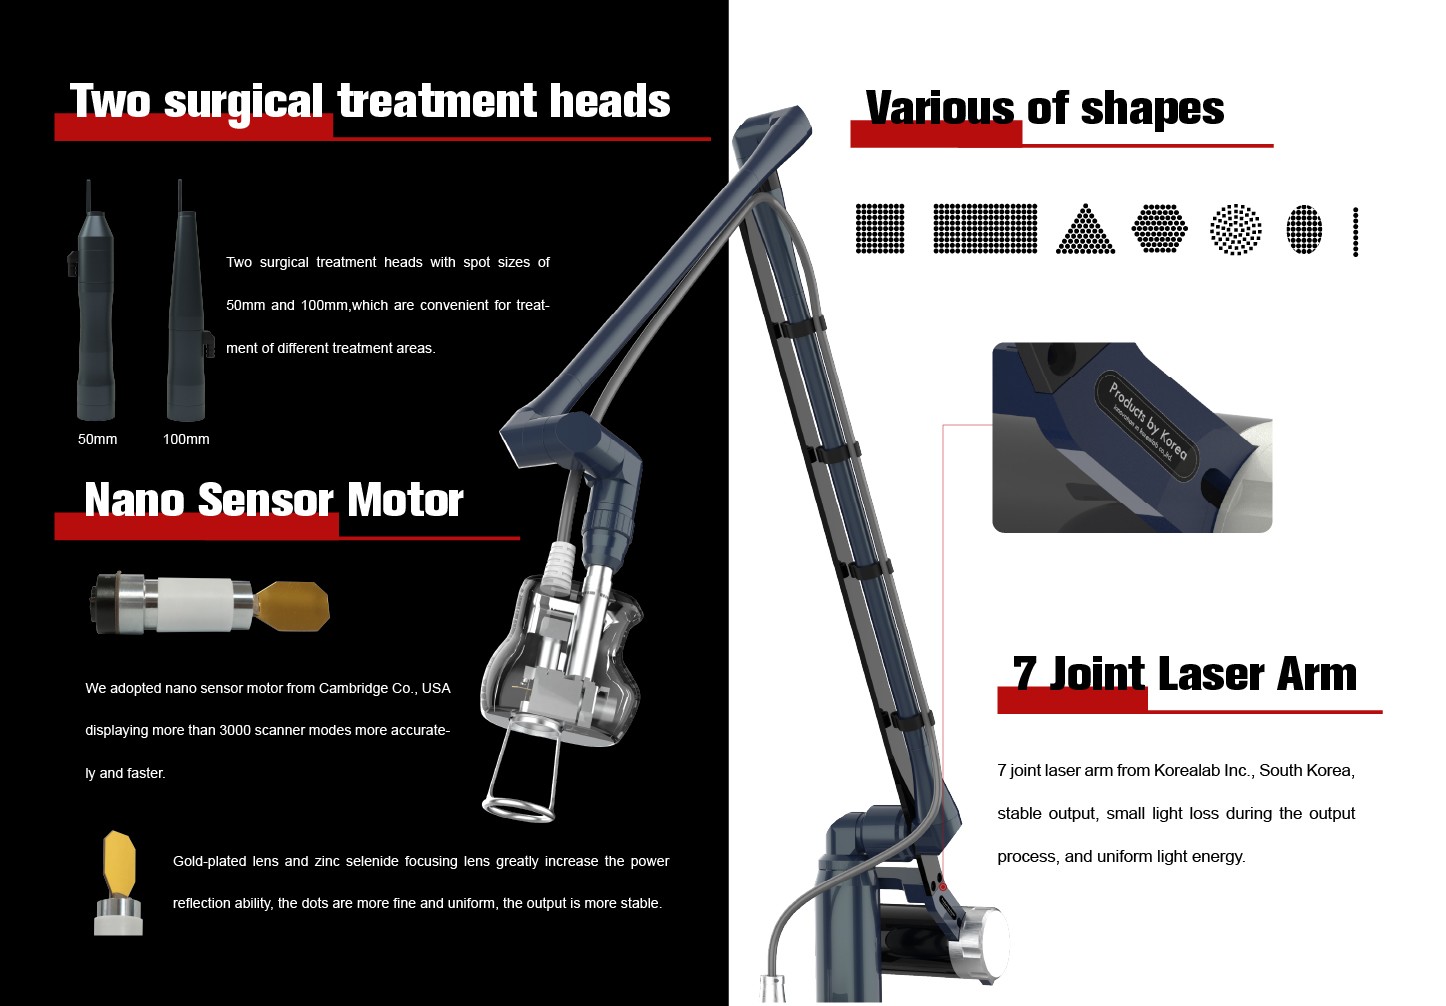 Two surgical treatment heads
Two surgical treatment heads with spot sizes of
50mm and 100mm,which are convenient for treat-
ment of different treatment areas.
50mm
100mm
Nano Sensor Motor
We adopted nano sensor motor from Cambridge Co., USA
displaying more than 3000 scanner modes more accurate-
ly and faster.
Gold-plated lens and zinc selenide focusing lens greatly increase the power
reflection ability, the dots are more fine and uniform, the output is more stable.
Various of shapes
Products by Korea
Innovation in korealab co.,ltd.
7 Joint Laser Arm
7 joint laser arm from Korealab Inc., South Korea,
stable output, small light loss during the output
process, and uniform light energy.